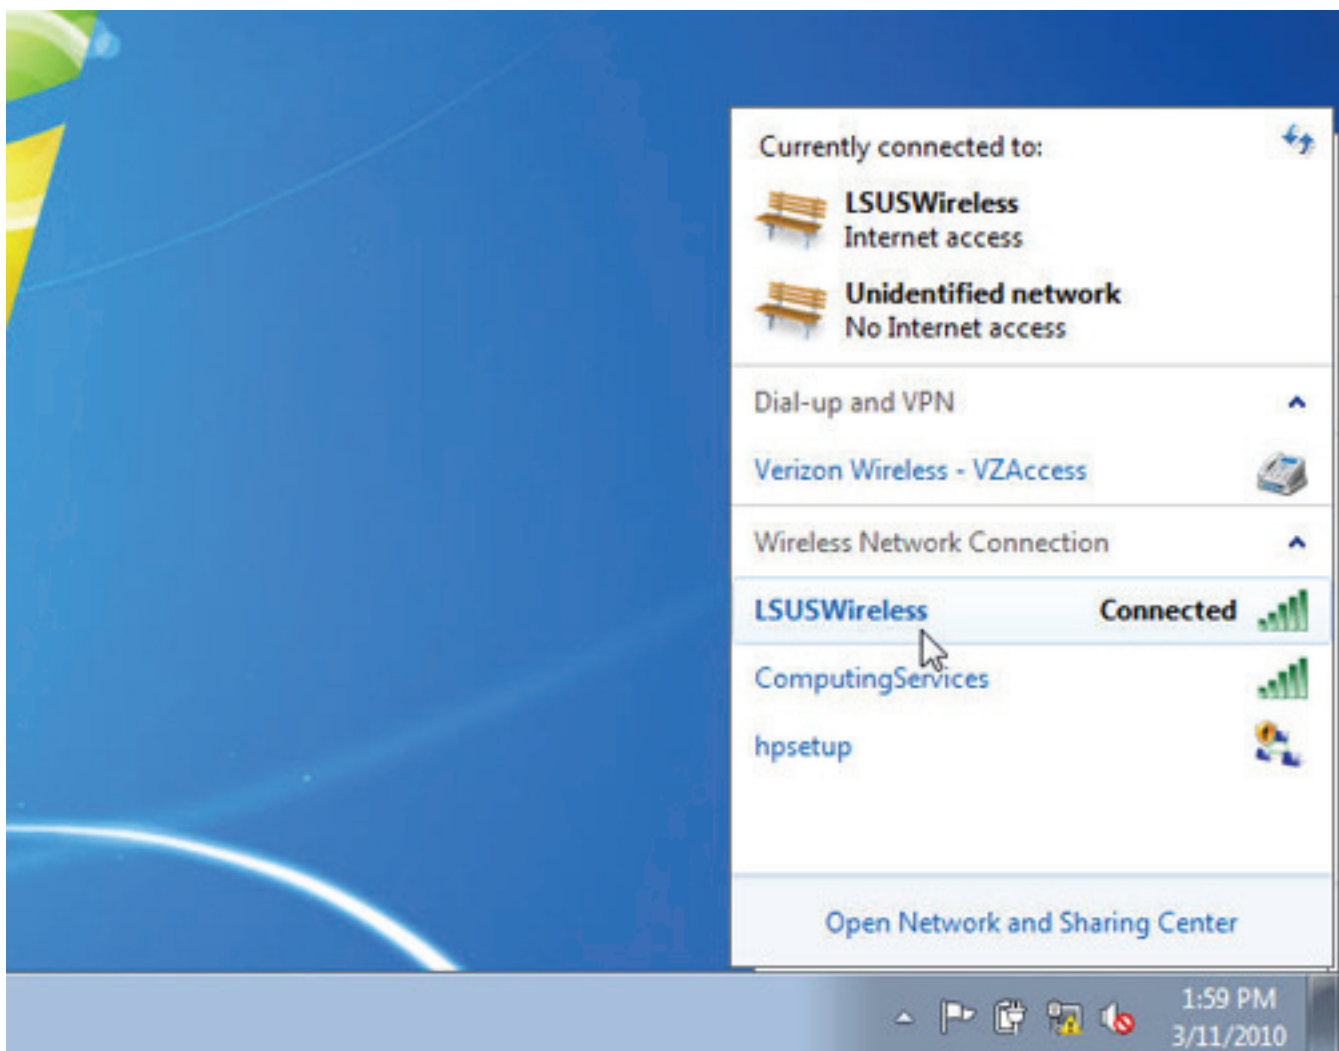 Currently connected to:
LSUSWireless
Internet access
Unidentified network
No Internet access
Dial-up and VPN
Verizon Wireless - VZAccess
Wireless Network Connection
LSUSWireless Connected
ComputingServices
hpsetup
Open Network and Sharing Center
1:59 PM
3/11/2010